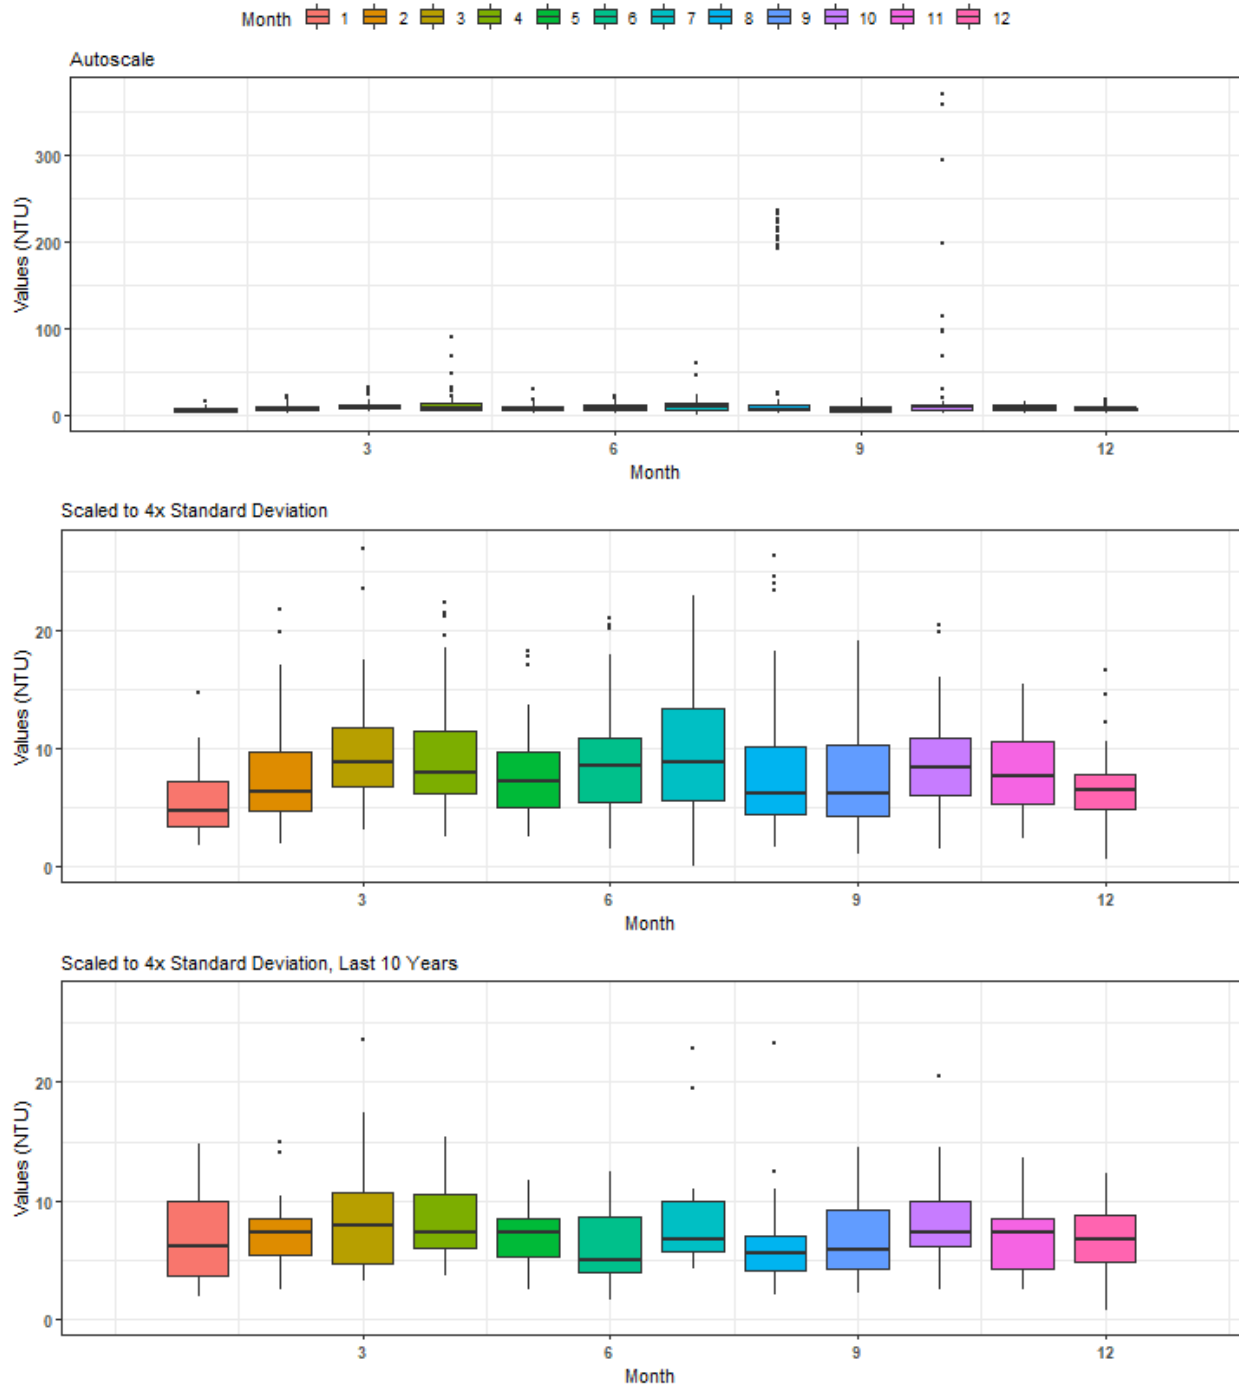 Month 1 2 3 4 5 6 7 8 9 10 11 12
Autoscale
Values (NTU)
300
200
100
0
3 6 9 12
Month
Scaled to 4x Standard Deviation
Values (NTU)
20
10
0
3 6 9 12
Month
Scaled to 4x Standard Deviation, Last 10 Years
Values (NTU)
20
10
0
3 6 9 12
Month